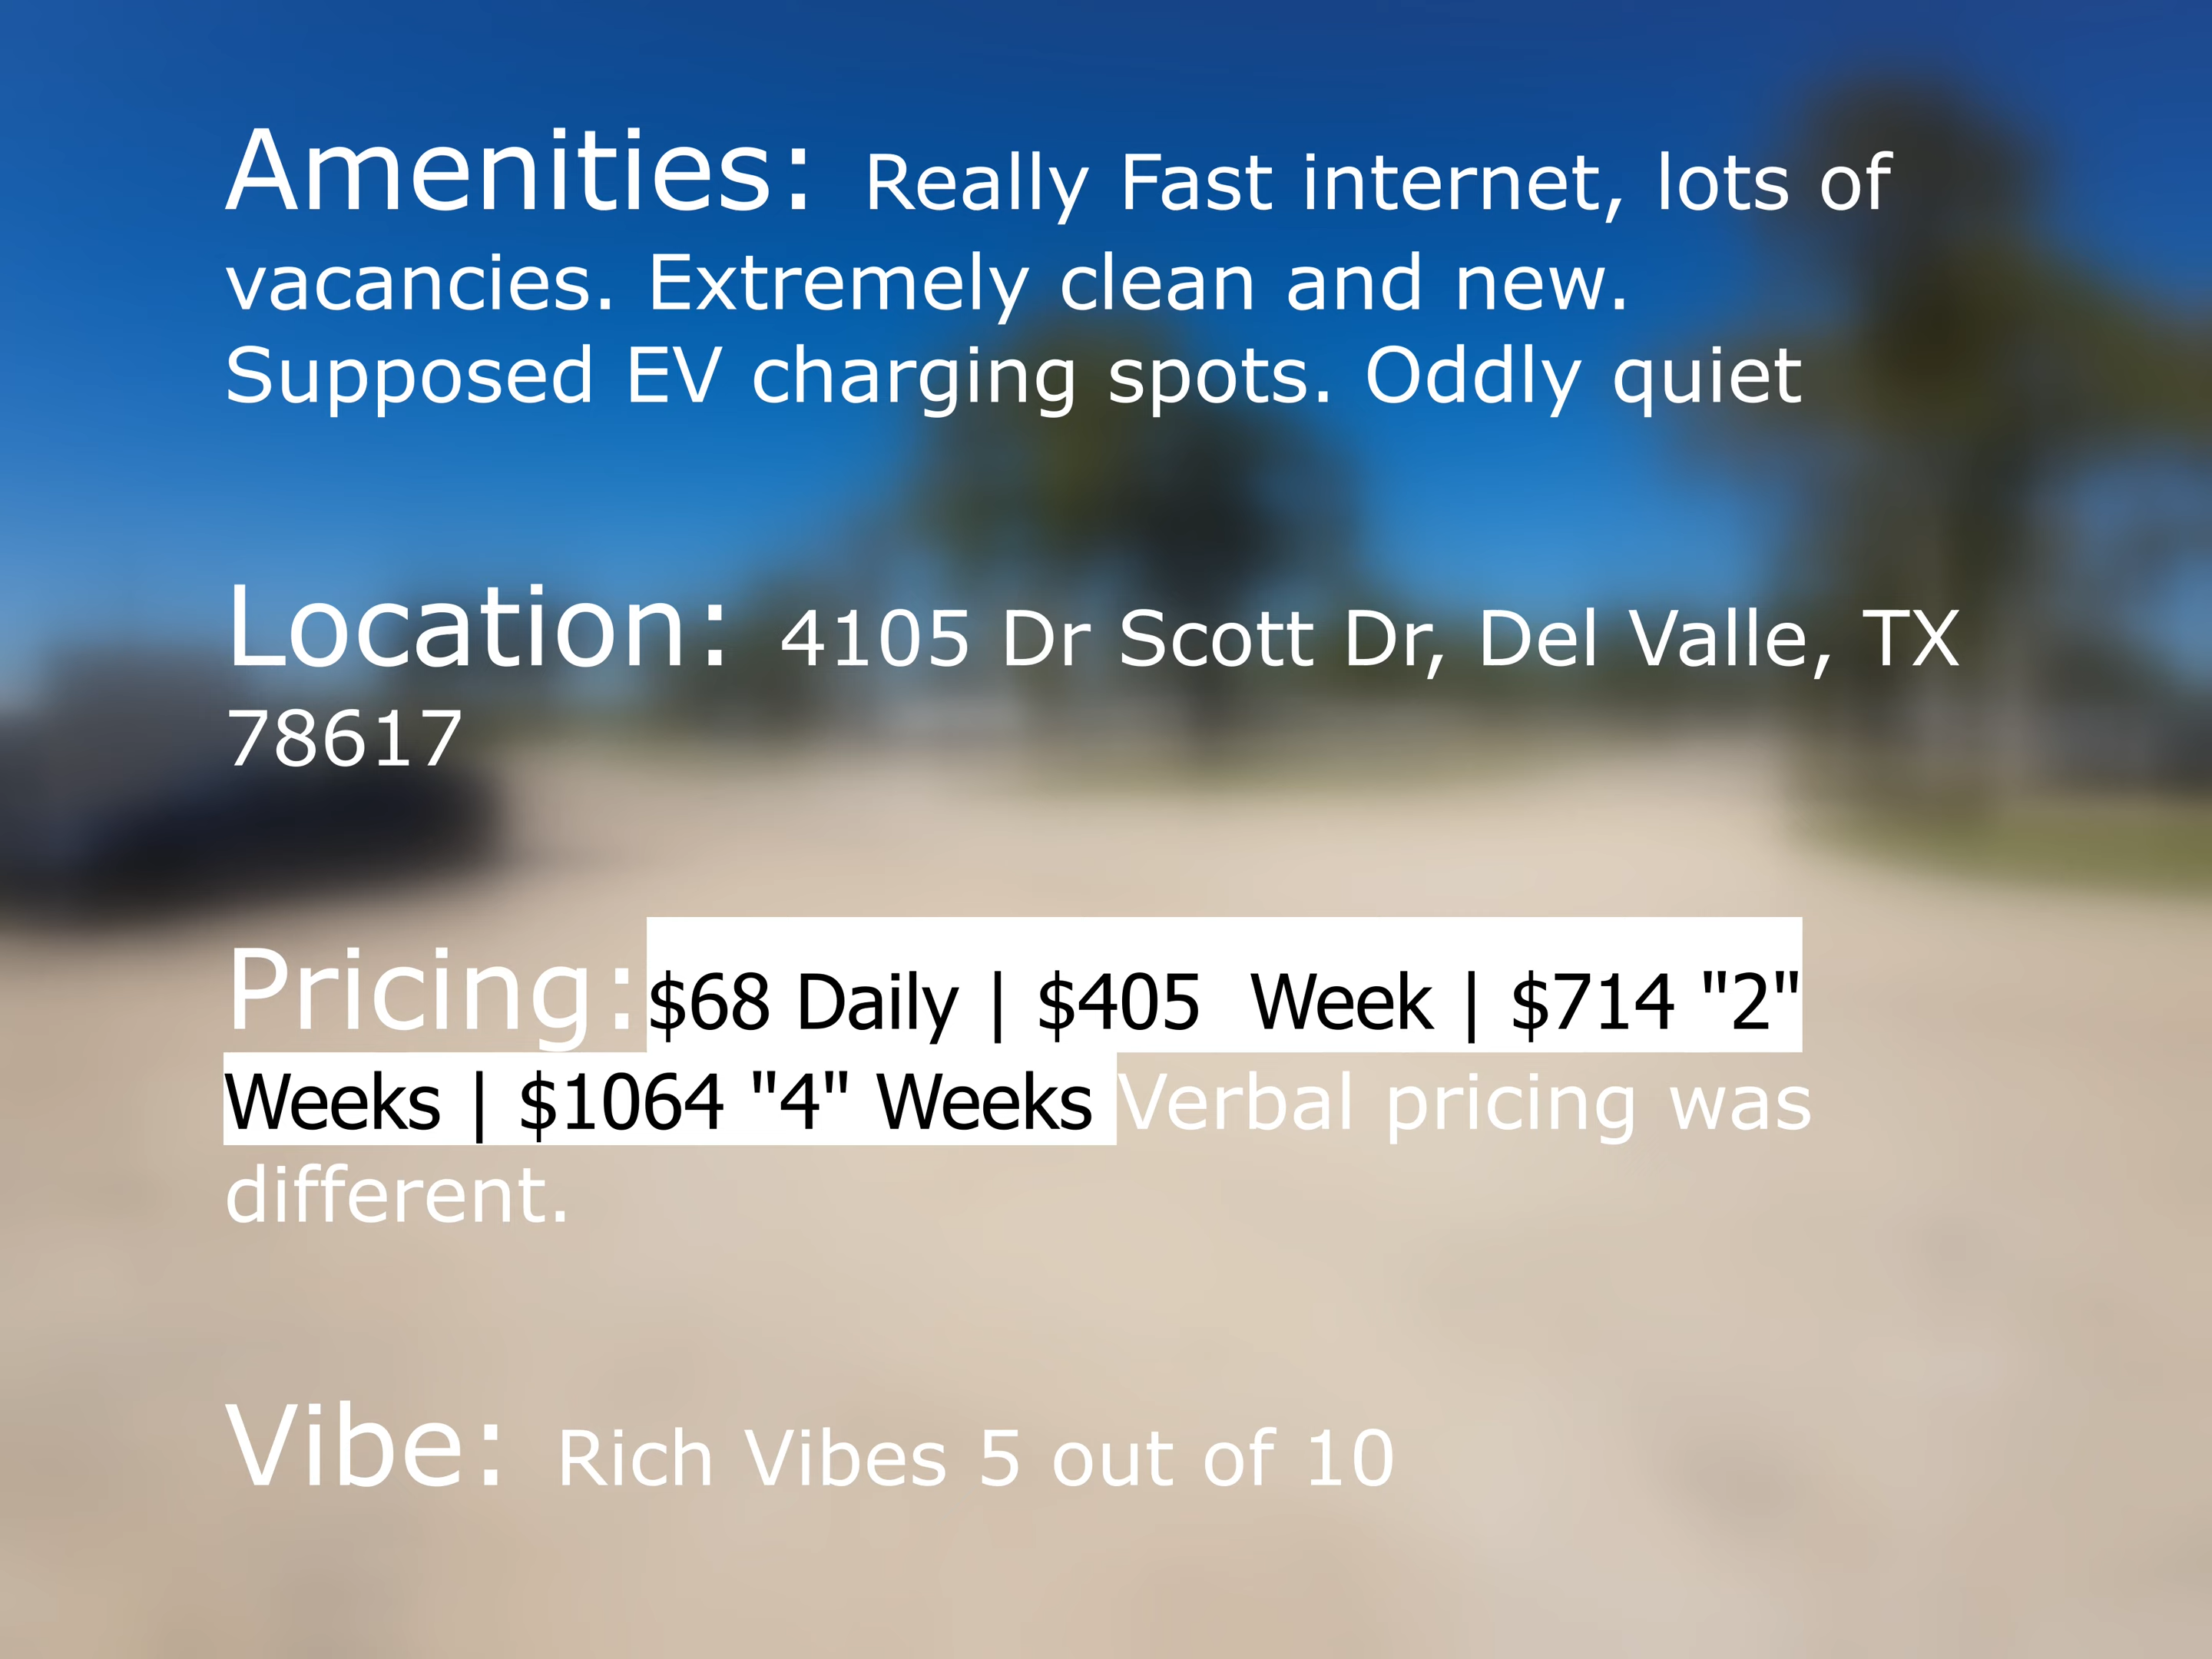 Amenities: Really Fast internet, lots of
vacancies. Extremely clean and new.
Supposed EV charging spots. Oddly quiet
Location: 4105 Dr Scott Dr, Del Valle, TX
78617
Pricing:$68 Daily | $405  Week | $714 "2"
Weeks | $1064 "4" Weeks Verbal pricing was
different.
Vibe: Rich Vibes 5 out of 10